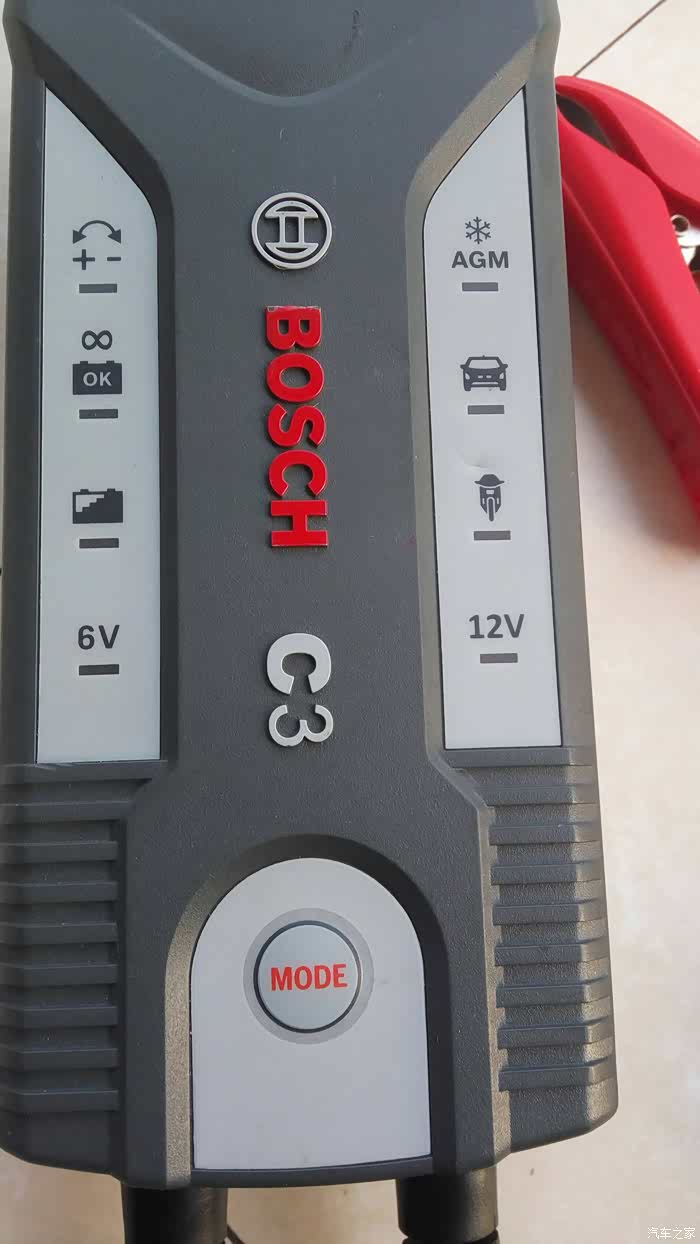 BOSCH
C3
+ -
∞
OK
6V
AGM
12V
MODE
汽车之家